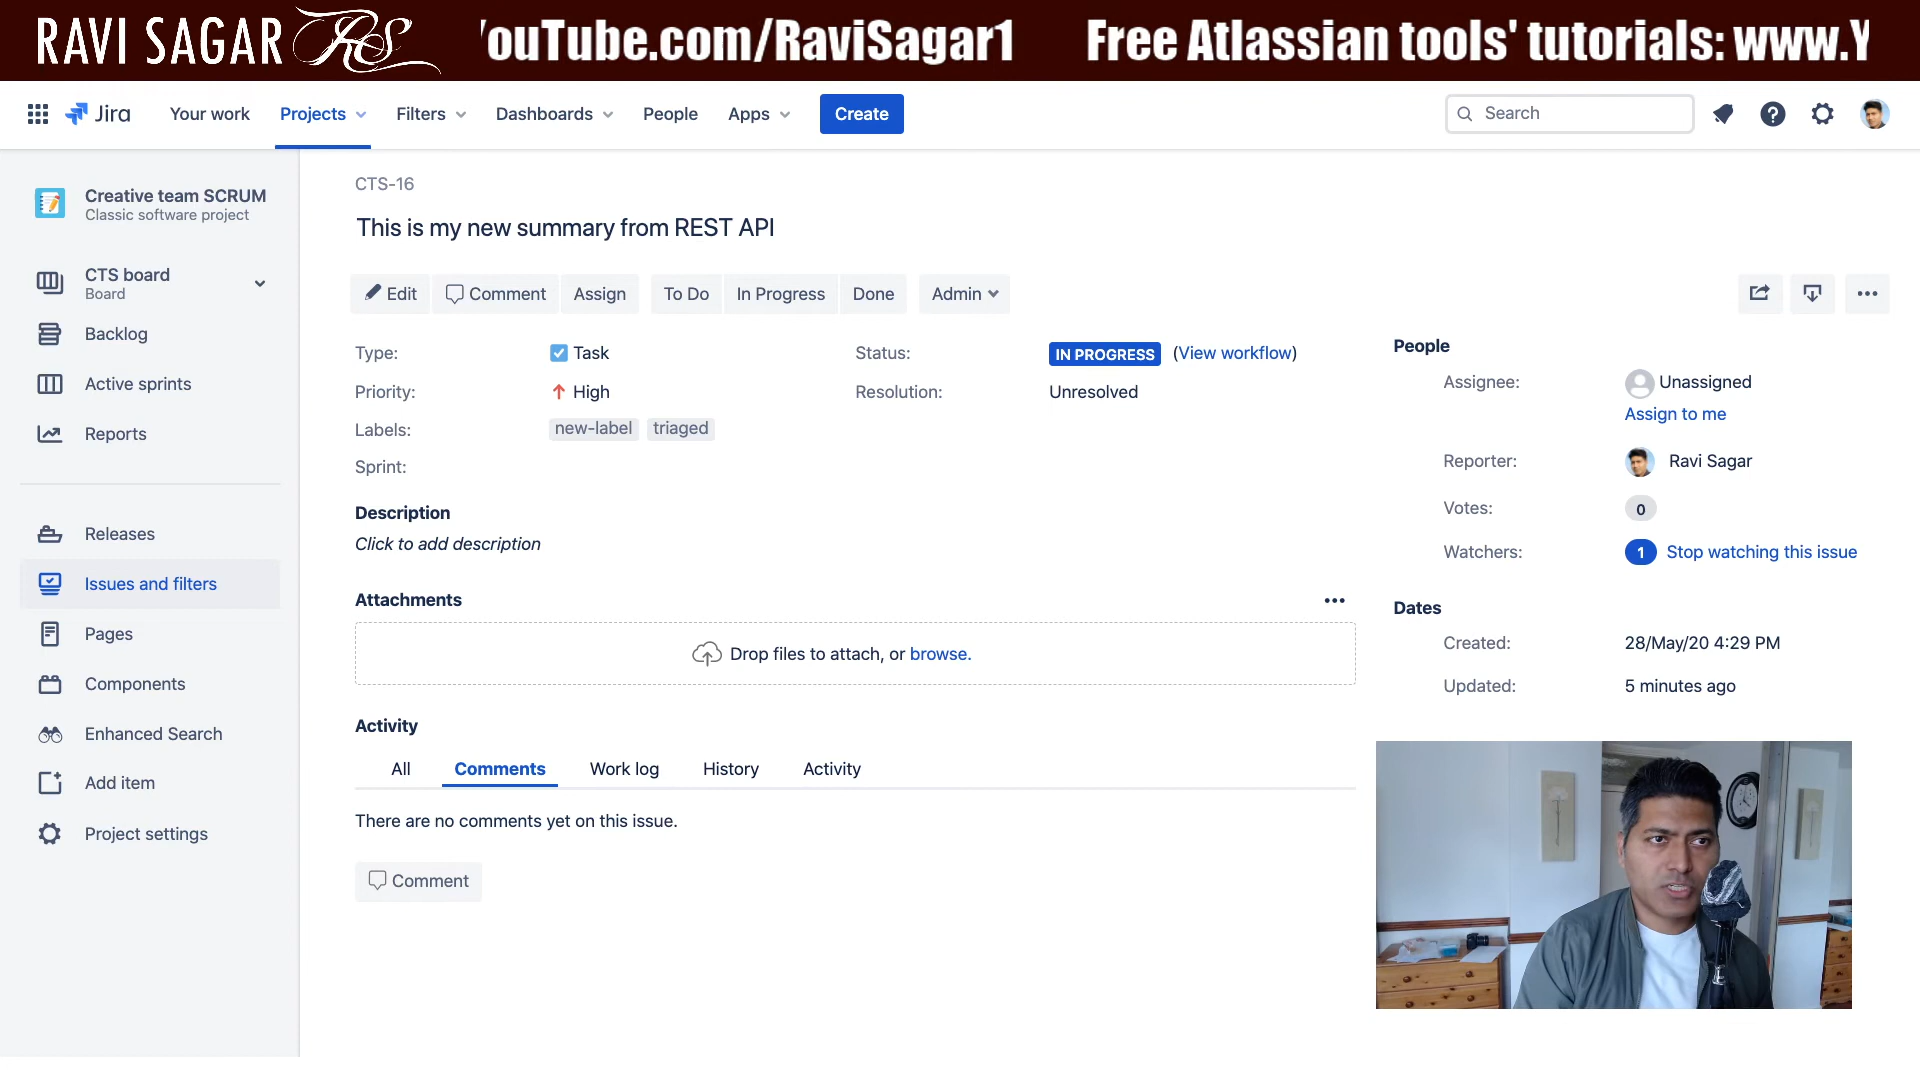 RAVI SAGAR RS 'ouTube.com/RaviSagar1 Free Atlassian tools' tutorials: www.Y
Jira Your work Projects Filters Dashboards People Apps Create Search
Creative team SCRUM
Classic software project
CTS board
Board
Backlog
Active sprints
Reports
Releases
Issues and filters
Pages
Components
Enhanced Search
Add item
Project settings
CTS-16
This is my new summary from REST API
Edit Comment Assign To Do In Progress Done Admin
Type: Task
Priority: High
Labels: new-label triaged
Sprint:
Status: IN PROGRESS (View workflow)
Resolution: Unresolved
Description
Click to add description
Attachments
Drop files to attach, or browse.
Activity
All Comments Work log History Activity
There are no comments yet on this issue.
Comment
People
Assignee: Unassigned
Assign to me
Reporter: Ravi Sagar
Votes: 0
Watchers: 1 Stop watching this issue
Dates
Created: 28/May/20 4:29 PM
Updated: 5 minutes ago